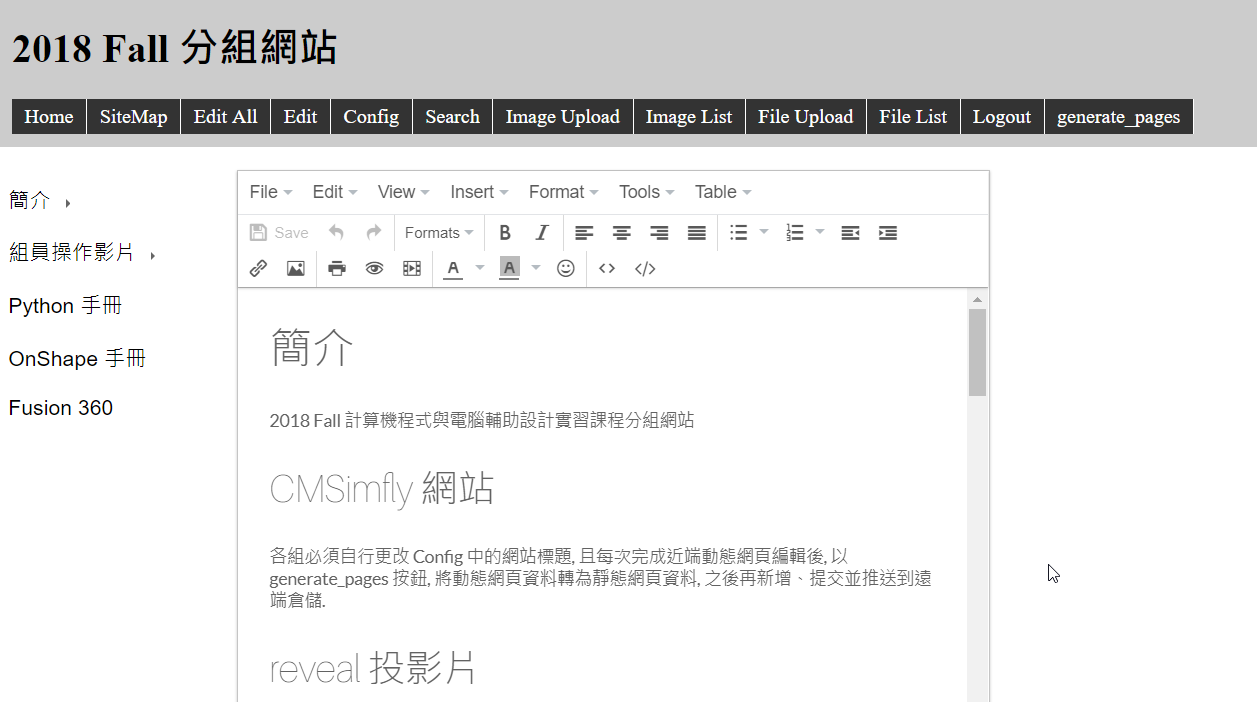 2018 Fall 分組網站
Home SiteMap Edit All Edit Config Search Image Upload Image List File Upload File List Logout generate_pages
簡介
組員操作影片
Python 手冊
OnShape 手冊
Fusion 360
File Edit View Insert Format Tools Table
Save Formats B I
A A
簡介
2018 Fall 計算機程式與電腦輔助設計實習課程分組網站
CMSimfly 網站
各組必須自行更改 Config 中的網站標題, 且每次完成近端動態網頁編輯後, 以
generate_pages 按鈕, 將動態網頁資料轉為靜態網頁資料, 之後再新增、提交並推送到遠
端倉儲.
reveal 投影片